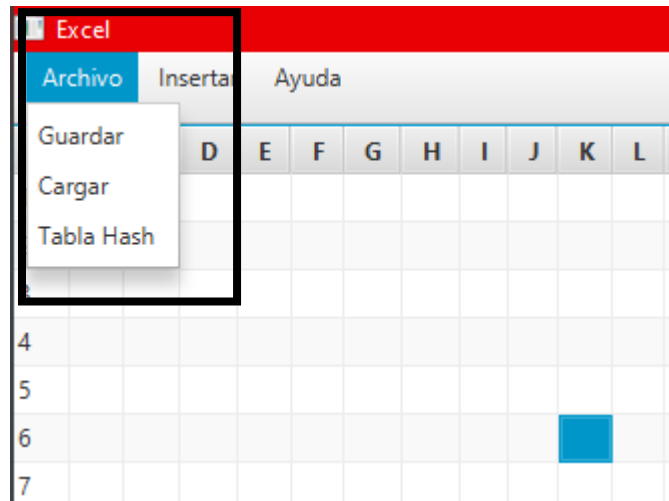 Excel
Archivo Insertar Ayuda
Guardar
Cargar
Tabla Hash
D E F G H I J K L
4
5
6
7